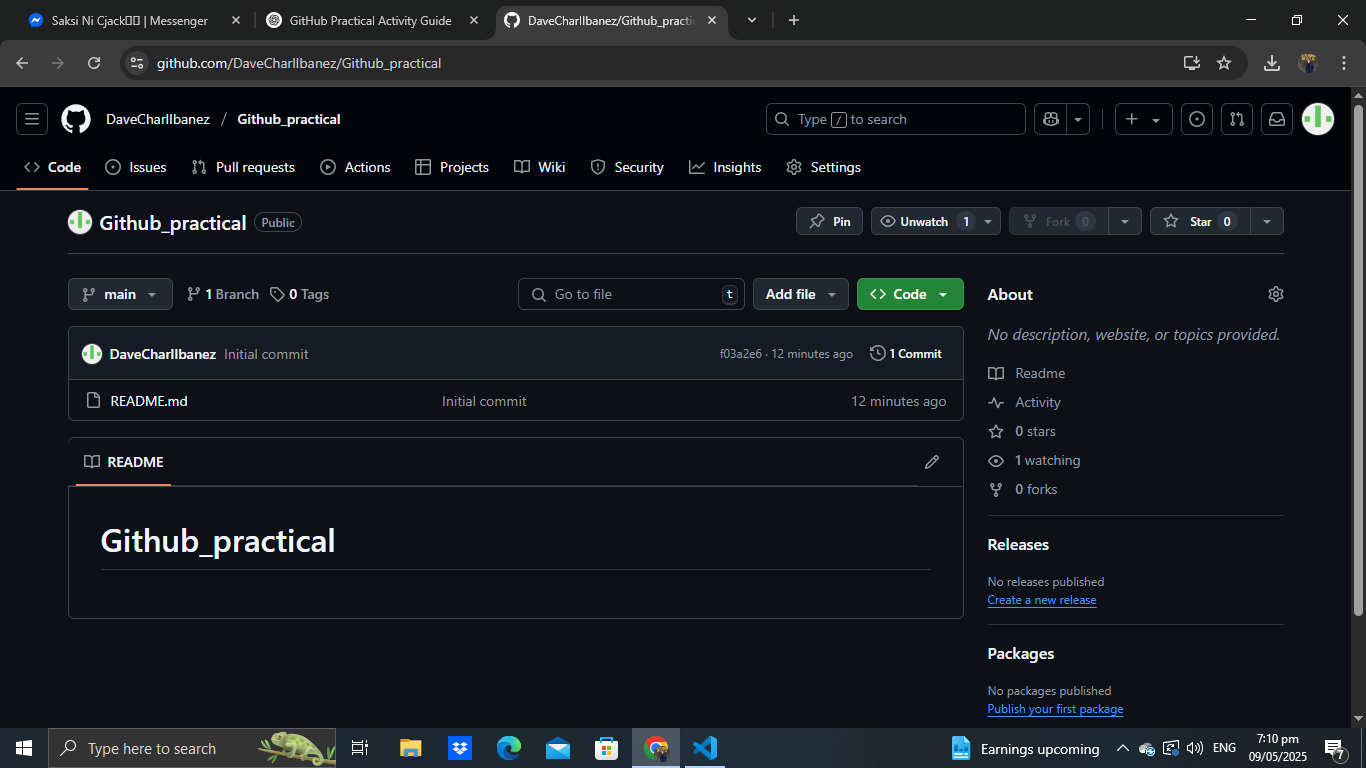 Saksi Ni Cjack▯▯ | Messenger
GitHub Practical Activity Guide
DaveCharlIbanez/Github_practic
github.com/DaveCharlIbanez/Github_practical
DaveCharlIbanez / Github_practical
Type / to search
Code Issues Pull requests Actions Projects Wiki Security Insights Settings
Github_practical Public
Pin Unwatch 1 Fork 0 Star 0
main 1 Branch 0 Tags Go to file t Add file Code
DaveCharlIbanez Initial commit f03a2e6 · 12 minutes ago 1 Commit
README.md Initial commit 12 minutes ago
README
Github_practical
About
No description, website, or topics provided.
Readme
Activity
0 stars
1 watching
0 forks
Releases
No releases published
Create a new release
Packages
No packages published
Publish your first package
Type here to search
Earnings upcoming
ENG
7:10 pm
09/05/2025
7